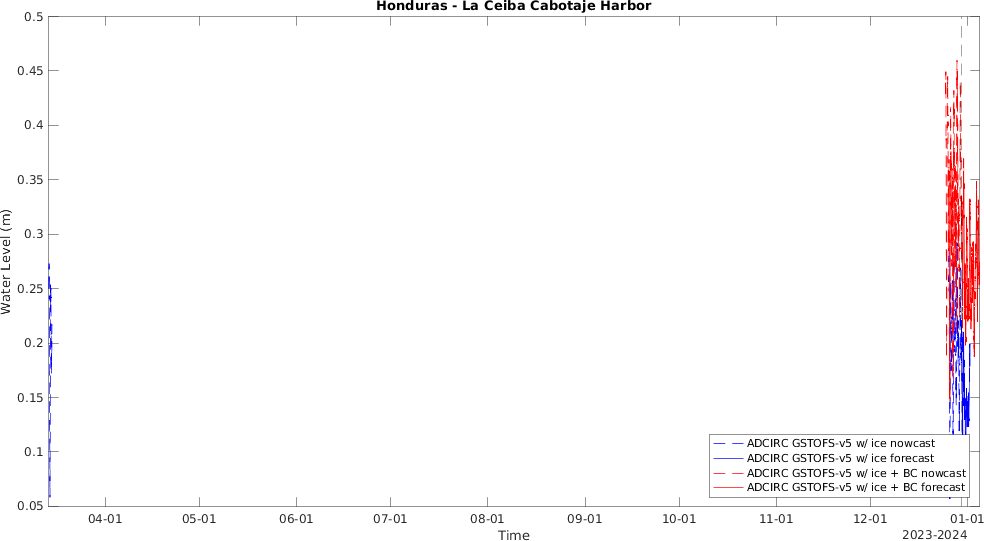 Honduras - La Ceiba Cabotaje Harbor
0.5
0.45
0.4
0.35
0.3
0.25
0.2
0.15
0.1
0.05
Water Level (m)
ADCIRC GSTOFS-v5 w/ ice nowcast
ADCIRC GSTOFS-v5 w/ ice forecast
ADCIRC GSTOFS-v5 w/ ice + BC nowcast
ADCIRC GSTOFS-v5 w/ ice + BC forecast
04-01 05-01 06-01 07-01 08-01 09-01 10-01 11-01 12-01 01-01
Time
2023-2024